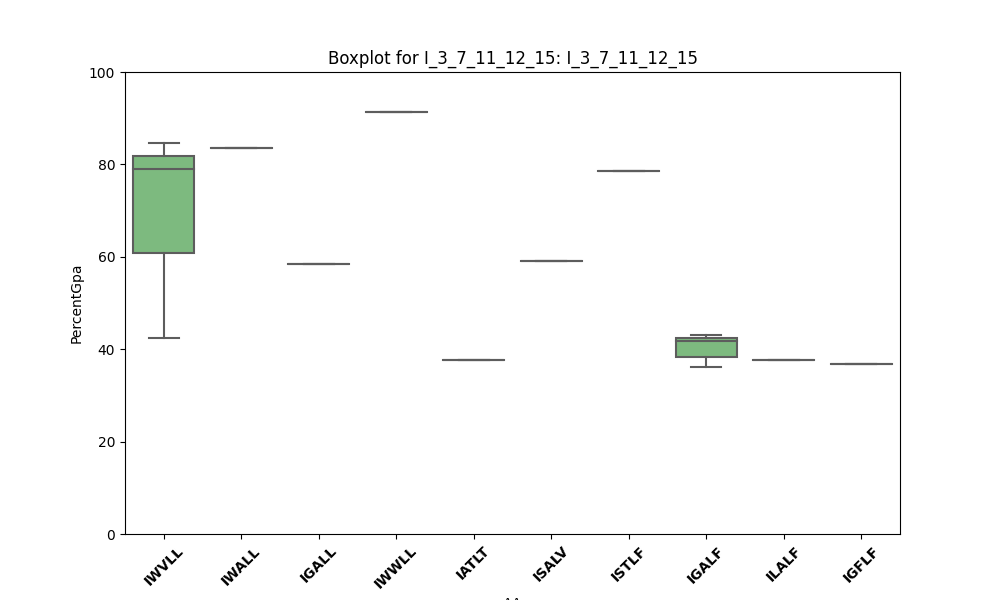 Boxplot for I_3_7_11_12_15: I_3_7_11_12_15
100
80
60
40
20
0
PercentGpa
IWVLL IWALL IGALL IWWLL IATLT ISALV ISTLF IGALF ILALF IGFLF